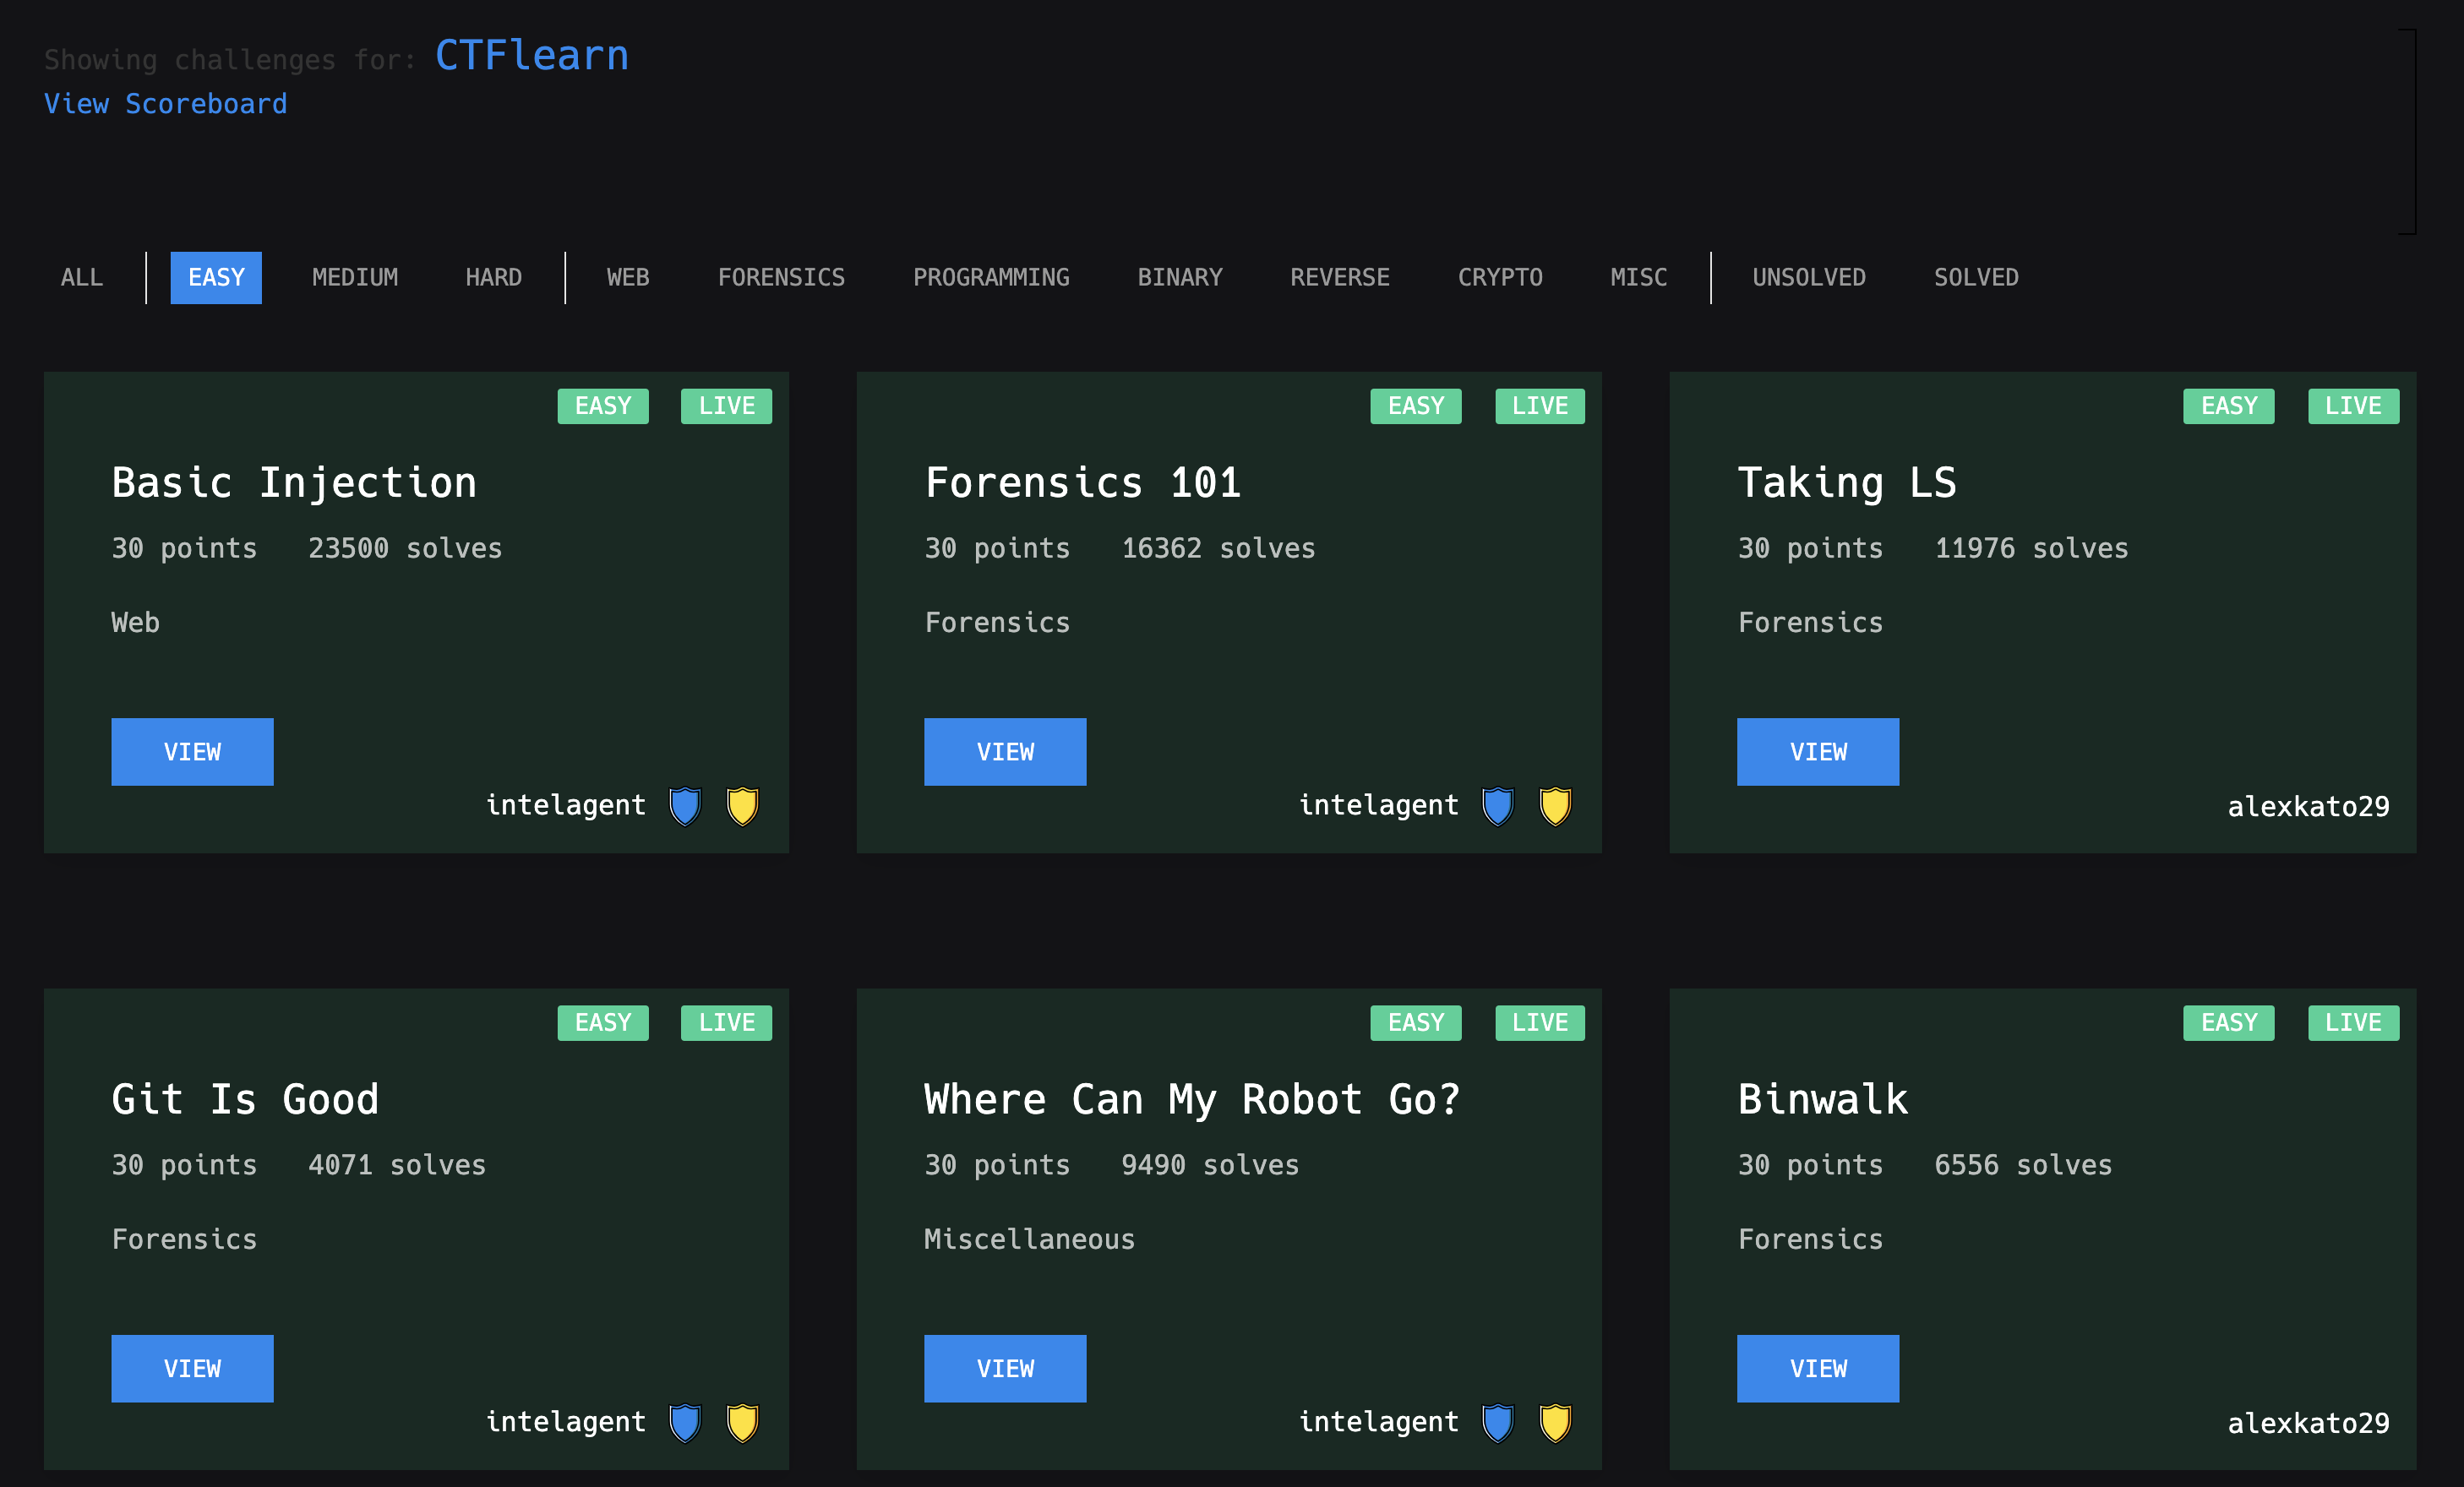 Showing challenges for: CTFlearn
View Scoreboard
ALL EASY MEDIUM HARD WEB FORENSICS PROGRAMMING BINARY REVERSE CRYPTO MISC UNSOLVED SOLVED
EASY LIVE
Basic Injection
30 points 23500 solves
Web
VIEW
intelagent
EASY LIVE
Forensics 101
30 points 16362 solves
Forensics
VIEW
intelagent
EASY LIVE
Taking LS
30 points 11976 solves
Forensics
VIEW
alexkato29
EASY LIVE
Git Is Good
30 points 4071 solves
Forensics
VIEW
intelagent
EASY LIVE
Where Can My Robot Go?
30 points 9490 solves
Miscellaneous
VIEW
intelagent
EASY LIVE
Binwalk
30 points 6556 solves
Forensics
VIEW
alexkato29